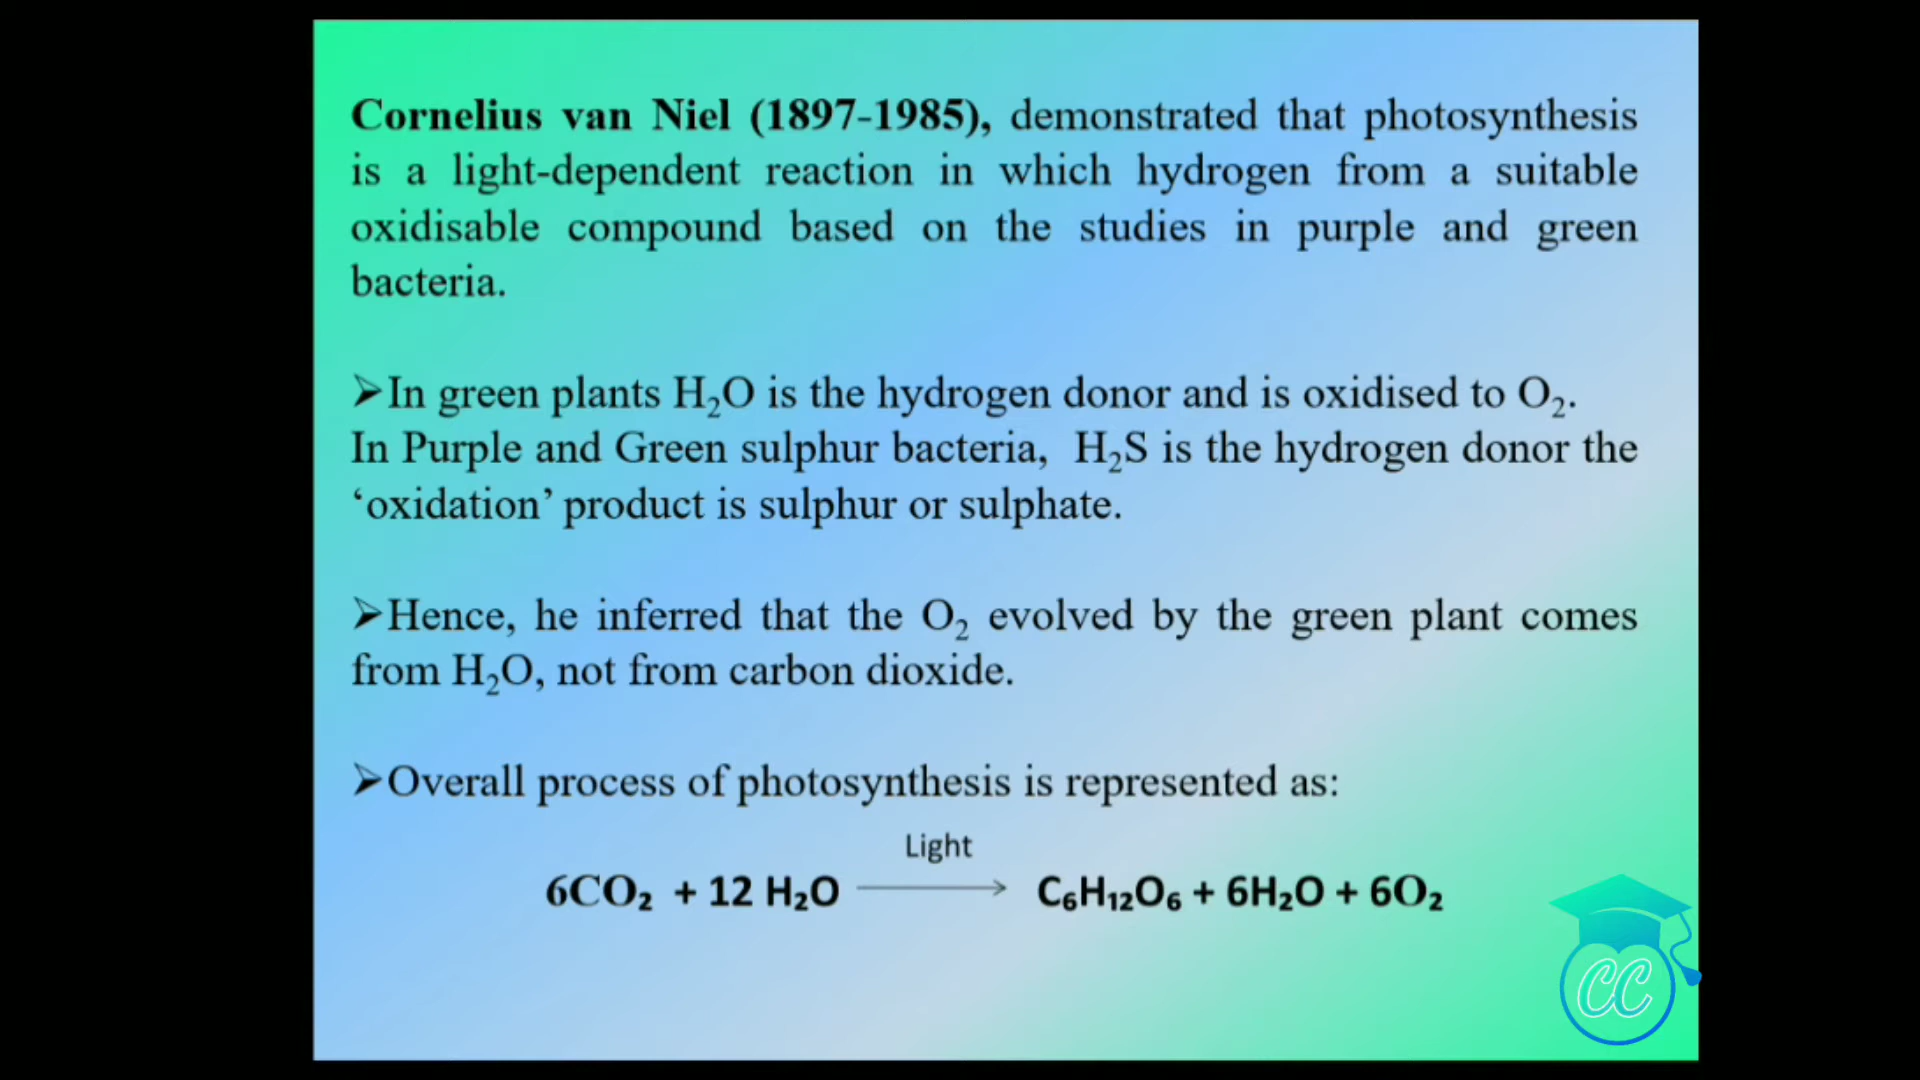 Cornelius van Niel (1897-1985), demonstrated that photosynthesis
is a light-dependent reaction in which hydrogen from a suitable
oxidisable compound based on the studies in purple and green
bacteria.
➢In green plants H₂O is the hydrogen donor and is oxidised to O₂.
In Purple and Green sulphur bacteria, H₂S is the hydrogen donor the
‘oxidation’ product is sulphur or sulphate.
➢Hence, he inferred that the O₂ evolved by the green plant comes
from H₂O, not from carbon dioxide.
➢Overall process of photosynthesis is represented as:
Light
6CO₂ + 12 H₂O ⟶ C₆H₁₂O₆ + 6H₂O + 6O₂
CC